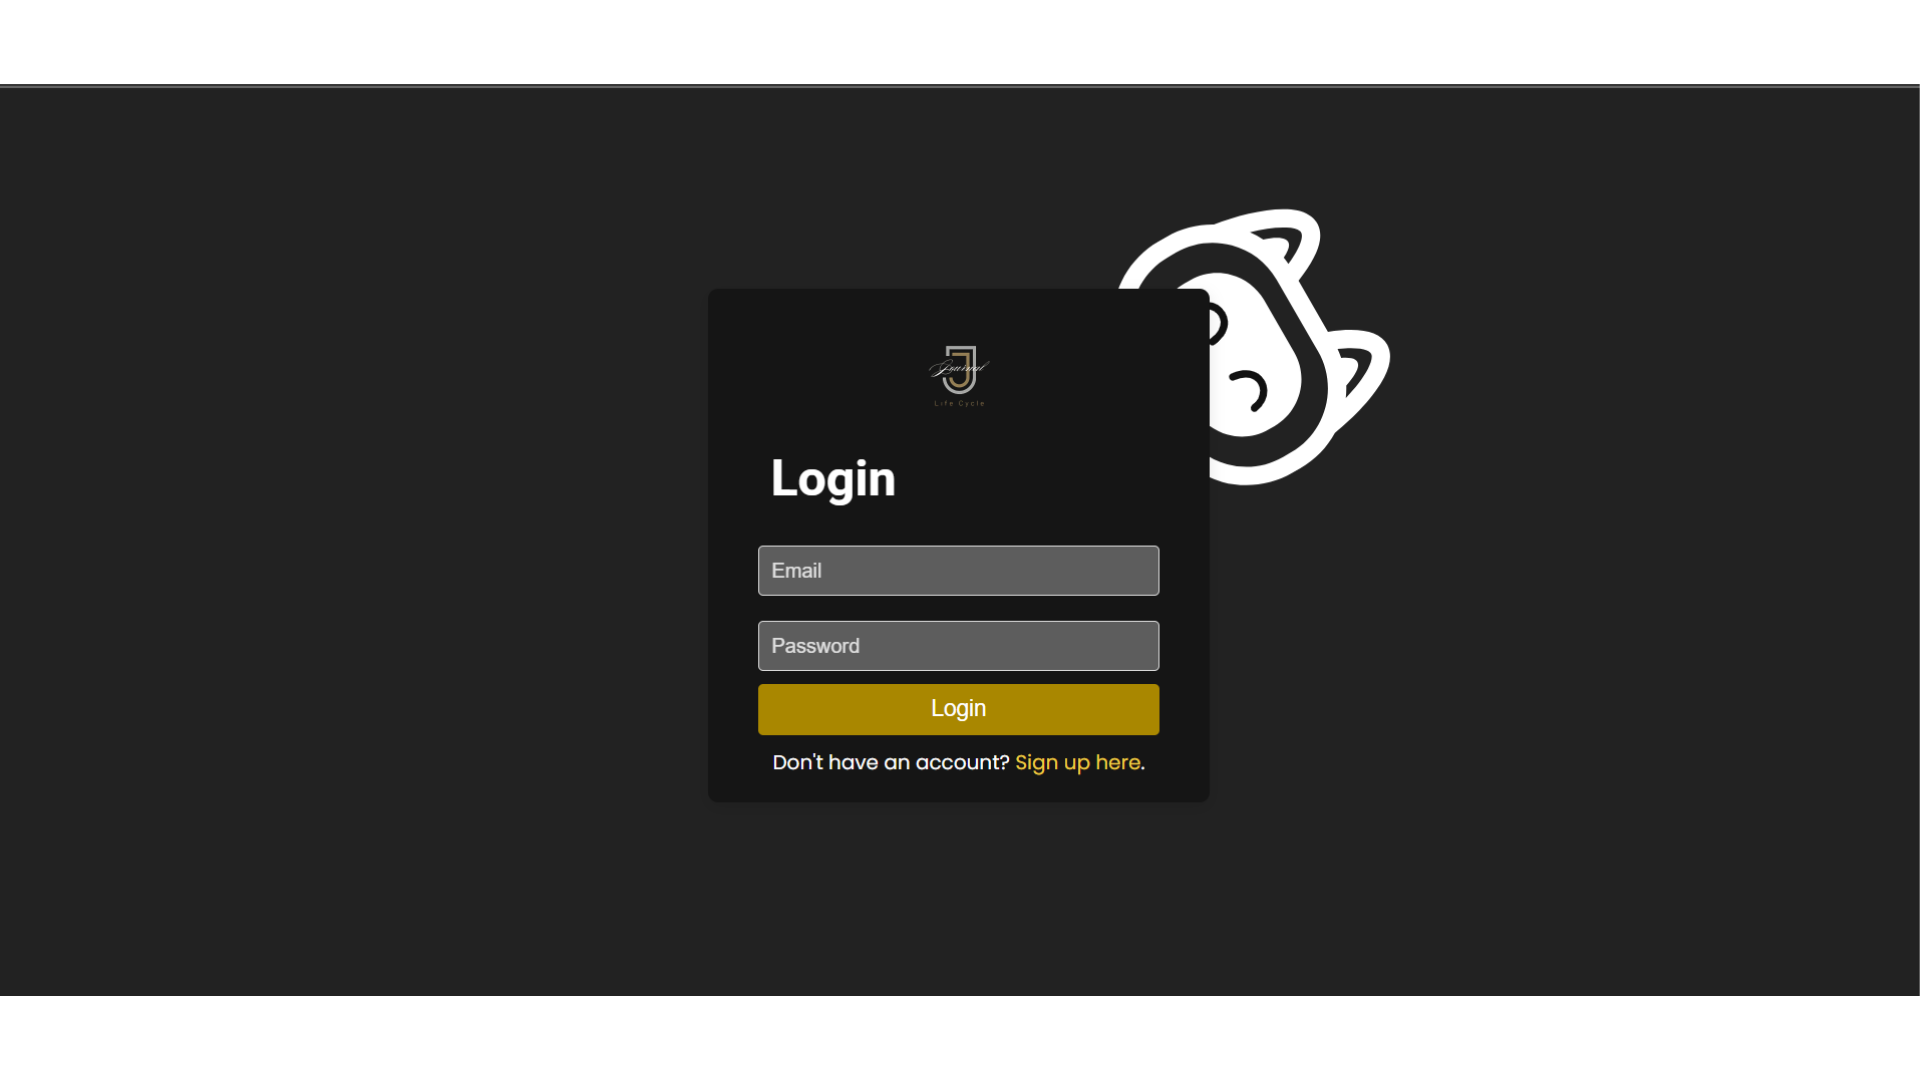 Journal
Life Cycle
Login
Email
Password
Login
Don't have an account? Sign up here.